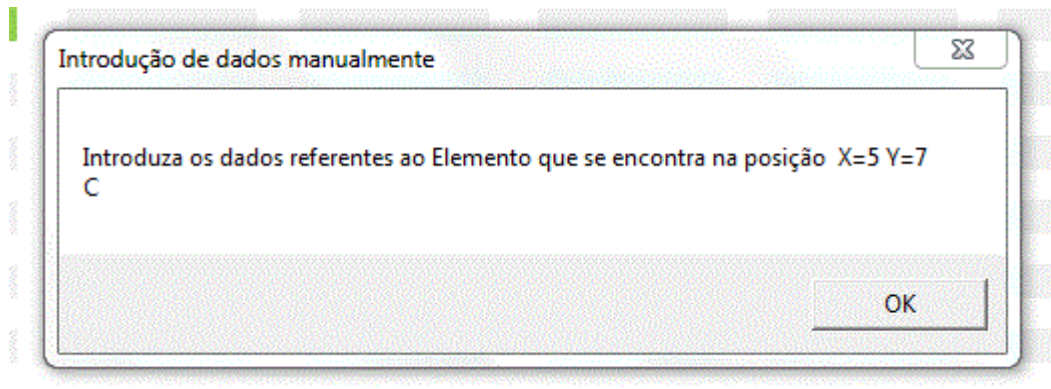 Introdução de dados manualmente
Introduza os dados referentes ao Elemento que se encontra na posição X=5 Y=7
C
OK